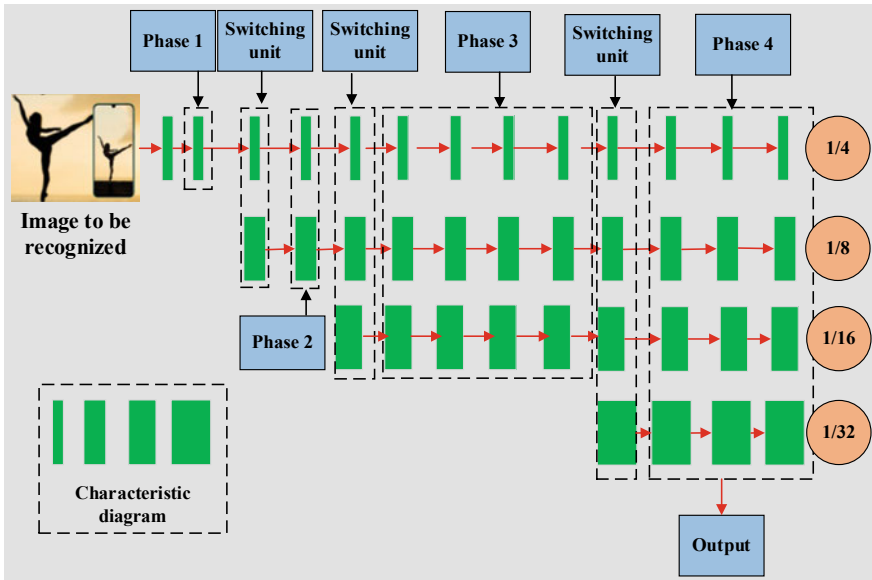 Phase 1
Switching
unit
Switching
unit
Phase 3
Switching
unit
Phase 4
1/4
Image to be
recognized
1/8
Phase 2
1/16
1/32
Characteristic
diagram
Output